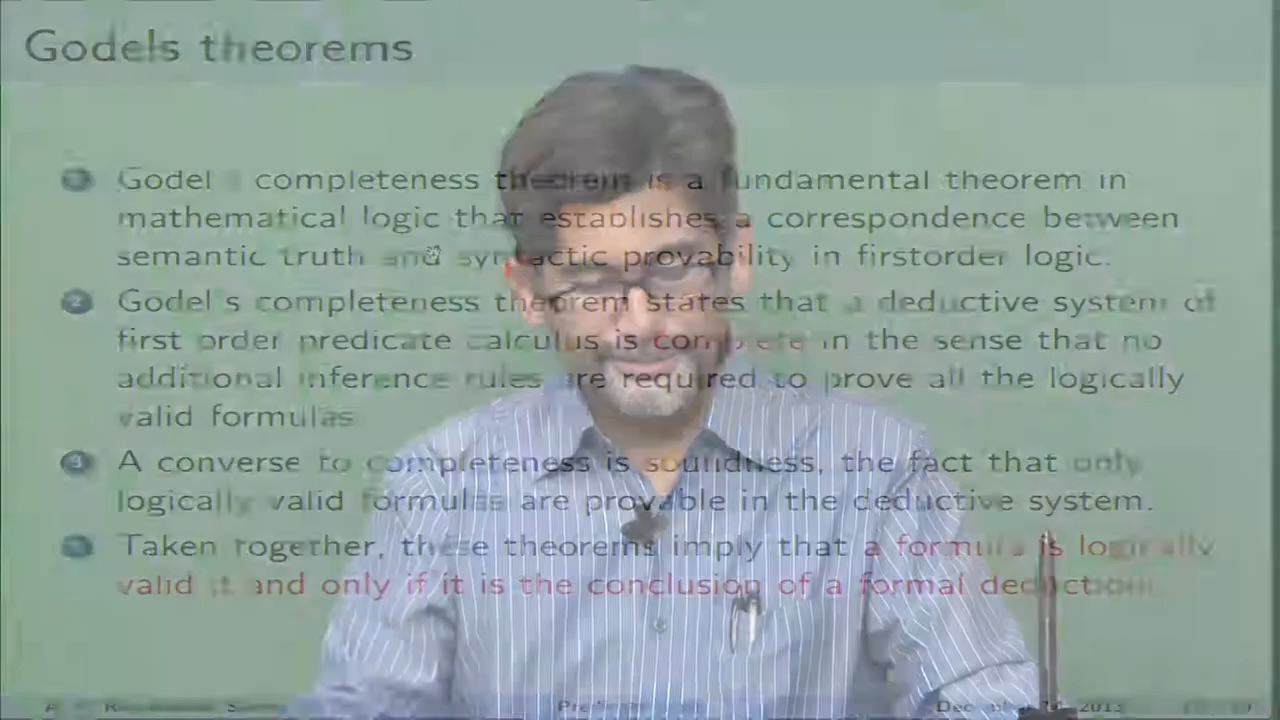 Godels theorems
1 Godel's completeness theorem is a fundamental theorem in
mathematical logic that establishes a correspondence between
semantic truth and syntactic provability in firstorder logic.
2 Godel's completeness theorem states that a deductive system of
first order predicate calculus is complete in the sense that no
additional inference rules are required to prove all the logically
valid formulas
3 A converse to completeness is soundness, the fact that only
logically valid formulas are provable in the deductive system.
4 Taken together, these theorems imply that a formula is logically
valid if and only if it is the conclusion of a formal deduction.